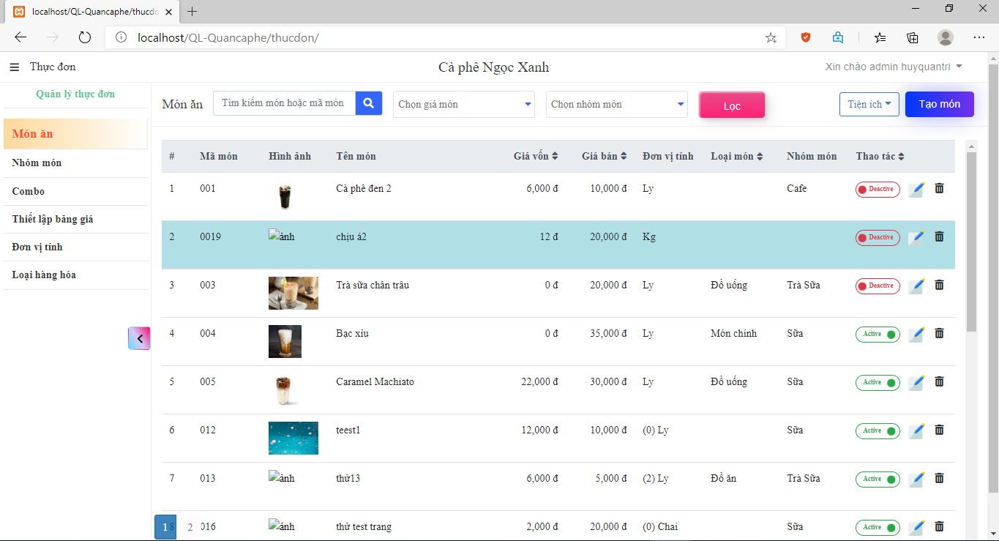 localhost/QL-Quancaphe/thucdo
localhost/QL-Quancaphe/thucdon/
Thực đơn
Cà phê Ngọc Xanh
Xin chào admin huyquantri
Quản lý thực đơn
Món ăn
Nhóm món
Combo
Thiết lập bảng giá
Đơn vị tính
Loại hàng hóa
Món ăn Tìm kiếm món hoặc mã món Chọn giá món Chọn nhóm món Lọc Tiện ích Tạo món
# Mã món Hình ảnh Tên món Giá vốn Giá bán Đơn vị tính Loại món Nhóm món Thao tác
1 001 Cà phê đen 2 6,000 đ 10,000 đ Ly Cafe Deactive
2 0019 ảnh chịu á2 12 đ 20,000 đ Kg Deactive
3 003 Trà sữa chân trâu 0 đ 20,000 đ Ly Đồ uống Trà Sữa Deactive
4 004 Bạc xíu 0 đ 35,000 đ Ly Món chính Sữa Active
5 005 Caramel Machiato 22,000 đ 30,000 đ Ly Đồ uống Sữa Active
6 012 teest1 12,000 đ 10,000 đ (0) Ly Sữa Active
7 013 ảnh thử13 6,000 đ 5,000 đ (2) Ly Đồ ăn Trà Sữa Active
8 016 ảnh thử test trang 2,000 đ 20,000 đ (0) Chai Sữa Active
1 2